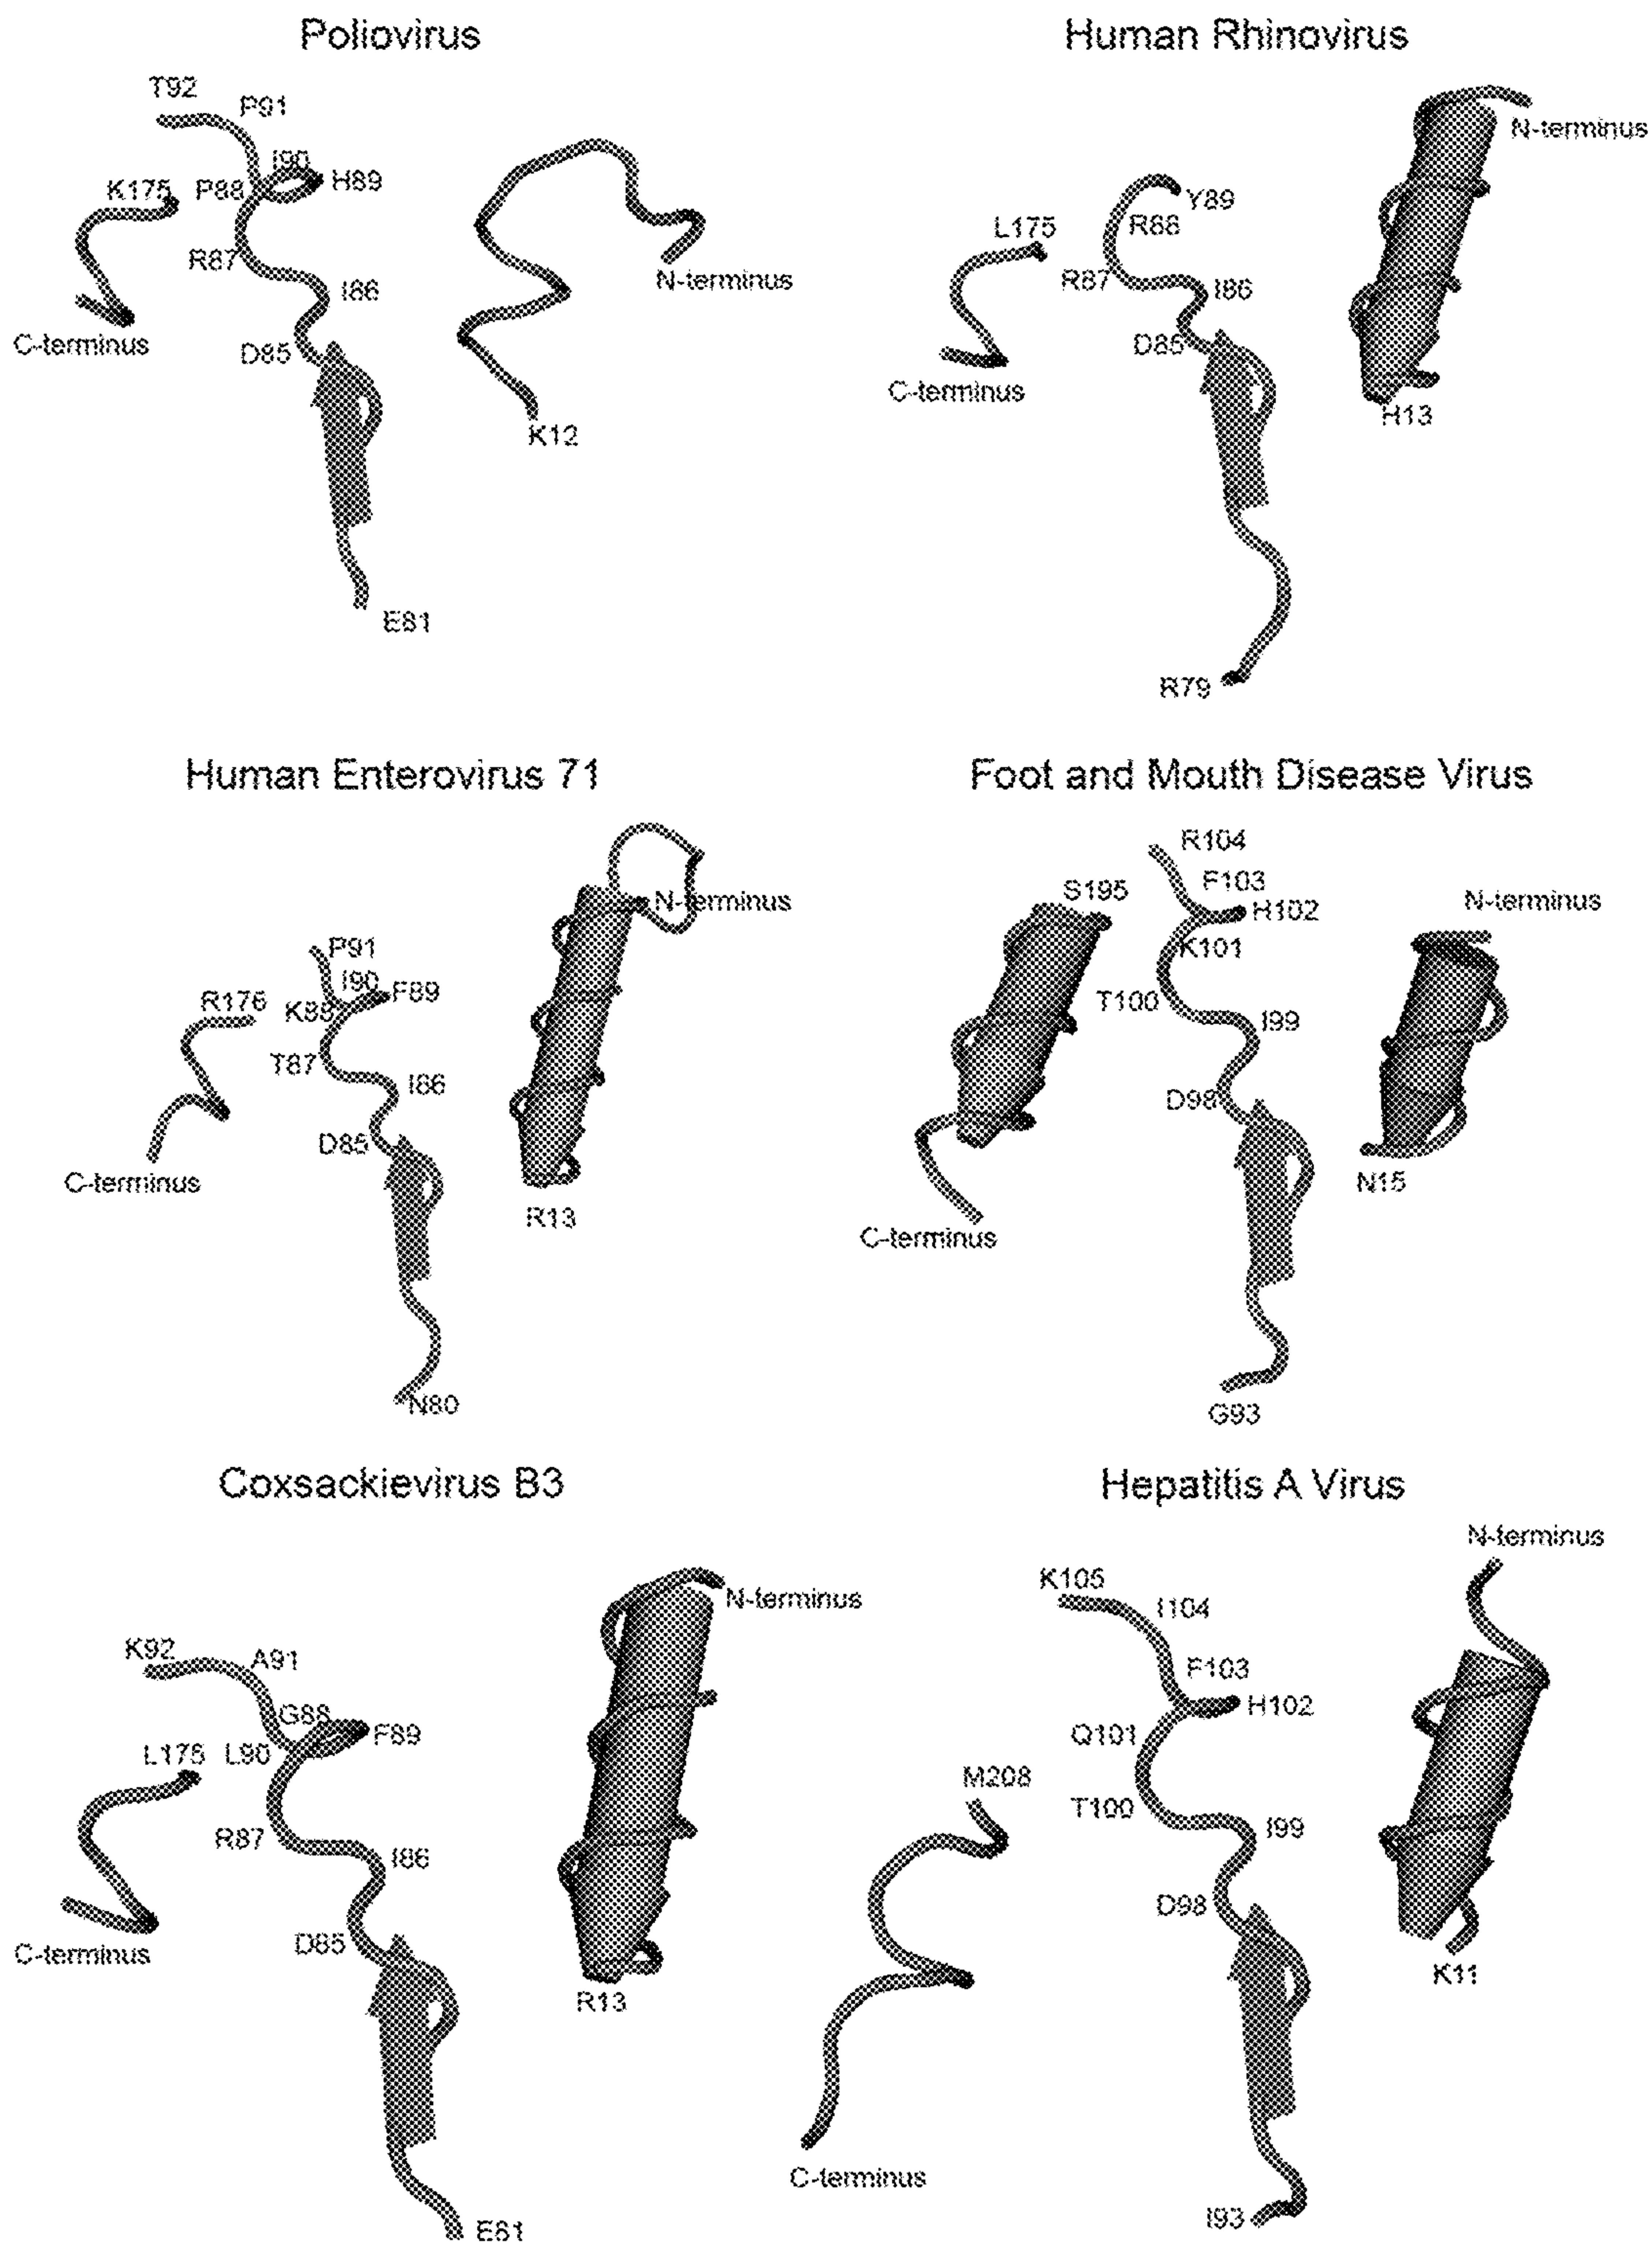 Poliovirus
T92
P91
I90
H89
K175
P88
R87
I86
N-terminus
C-terminus
D85
K12
E81
Human Rhinovirus
N-terminus
Y89
L175
R88
R87
I86
D85
C-terminus
H13
R79
Human Enterovirus 71
N-terminus
P91
I90
F89
R176
K88
T87
I86
D85
C-terminus
R13
N80
Foot and Mouth Disease Virus
R104
F103
S195
H102
N-terminus
K101
T100
I99
D98
N15
C-terminus
G93
Coxsackievirus B3
N-terminus
K92
A91
G88
F89
L175
L90
R87
I86
D85
C-terminus
R13
E81
Hepatitis A Virus
N-terminus
K105
I104
F103
H102
Q101
M208
T100
I99
D98
K11
C-terminus
I93